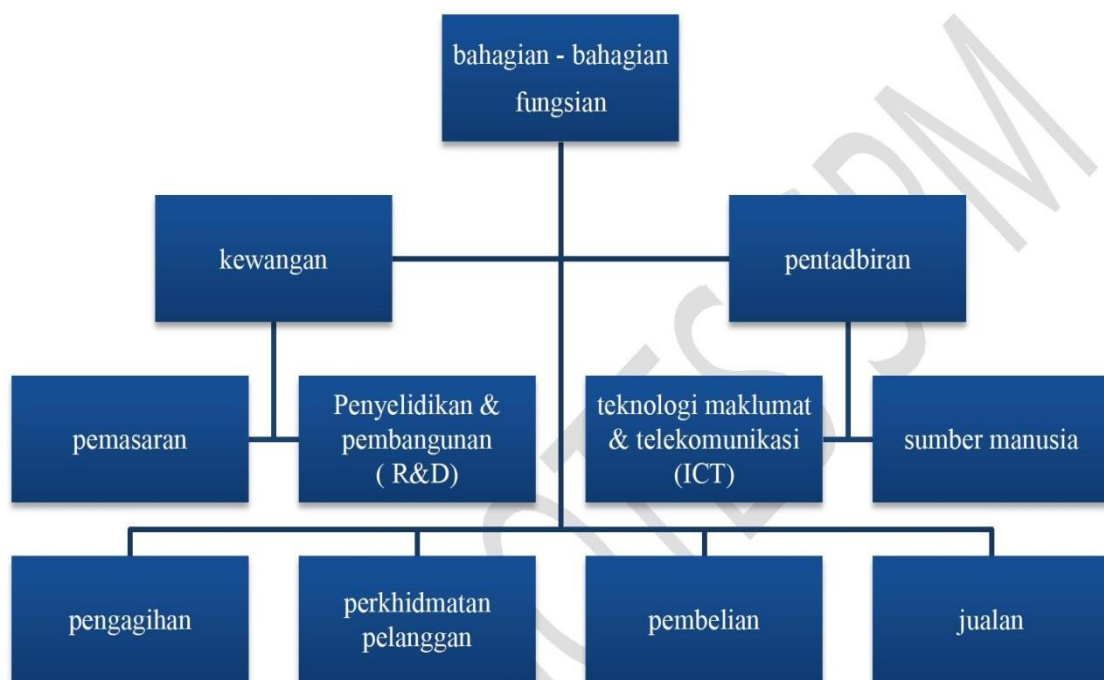 bahagian - bahagian
fungsian
kewangan
pentadbiran
pemasaran
Penyelidikan &
pembangunan
( R&D)
teknologi maklumat
& telekomunikasi
(ICT)
sumber manusia
pengagihan
perkhidmatan
pelanggan
pembelian
jualan